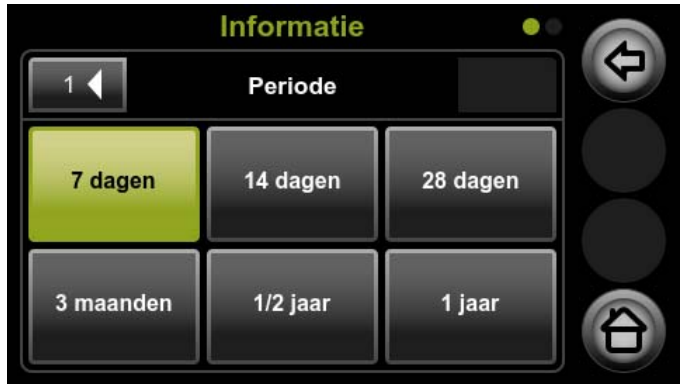 Informatie
1 Periode
7 dagen 14 dagen 28 dagen
3 maanden 1/2 jaar 1 jaar